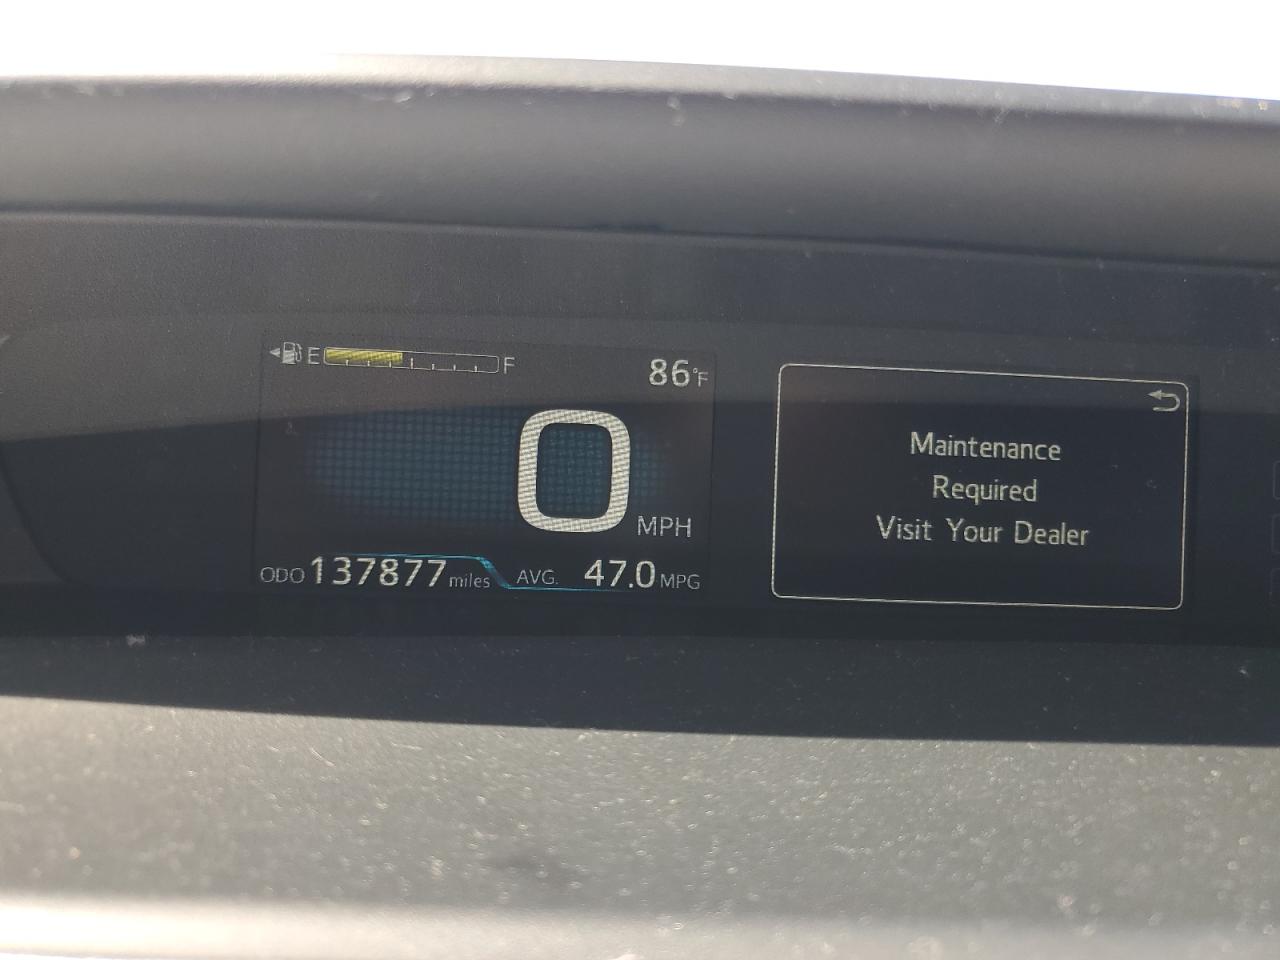 E F
86°F
0 MPH
ODO 137877 miles AVG. 47.0 MPG
Maintenance
Required
Visit Your Dealer